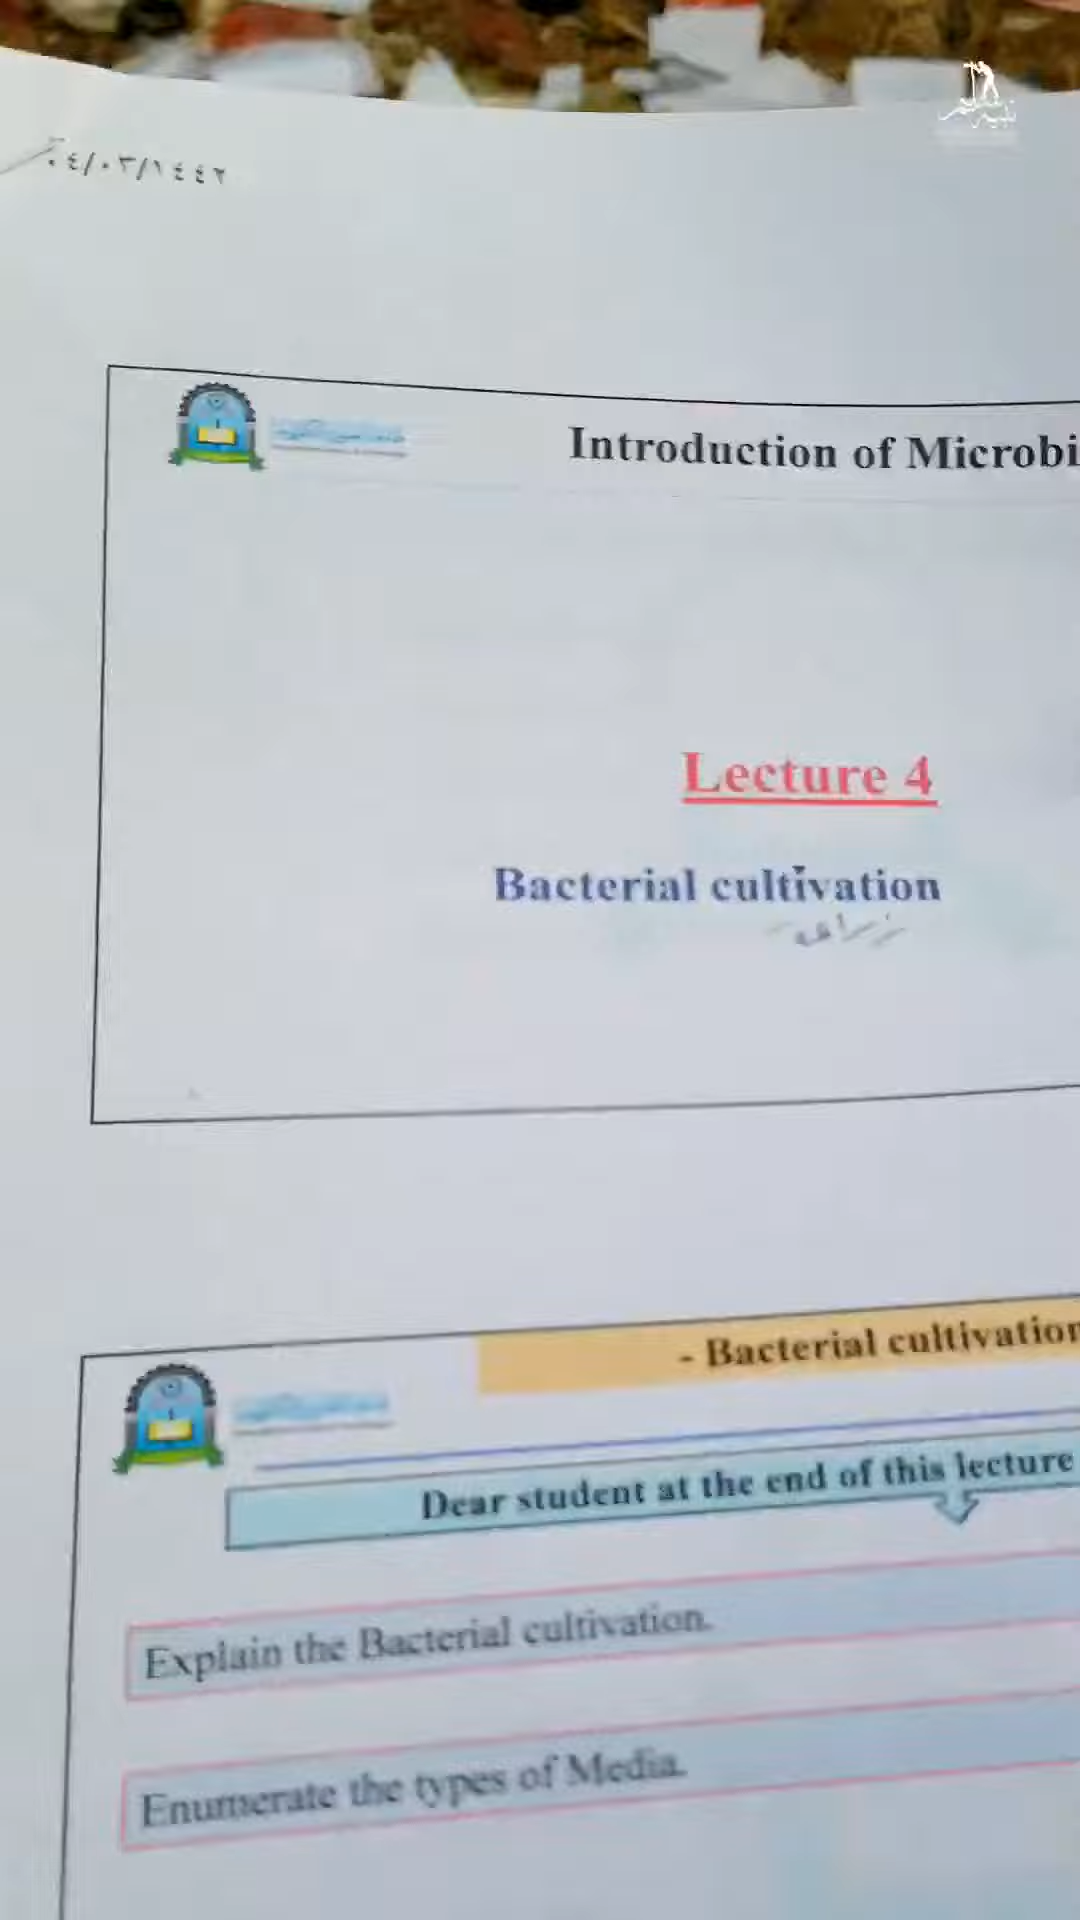 ٠٤/٠٣/١٤٤٢
Introduction of Microbi
Lecture 4
Bacterial cultivation
زراعة
- Bacterial cultivation
Dear student at the end of this lecture
Explain the Bacterial cultivation.
Enumerate the types of Media.